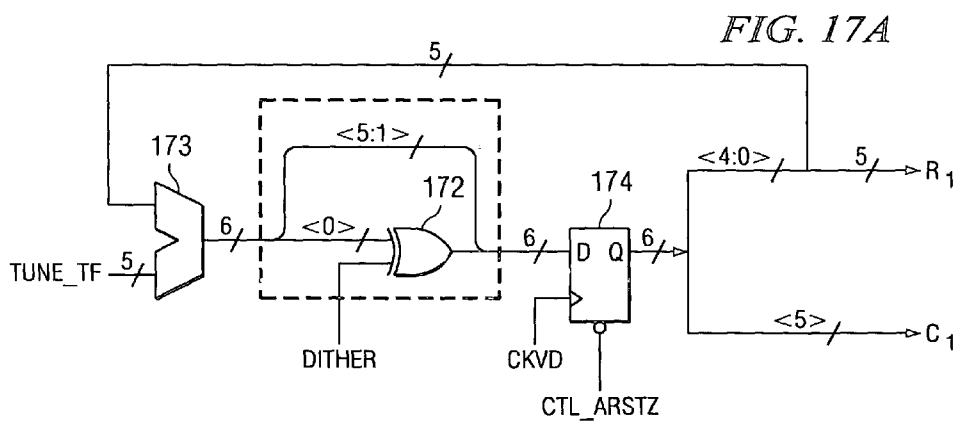 FIG. 17A
5
173
<5:1>
172
<0>
6
5
TUNE_TF
DITHER
6
174
D Q
6
CKVD
CTL_ARSTZ
<4:0>
5
R1
<5>
C1